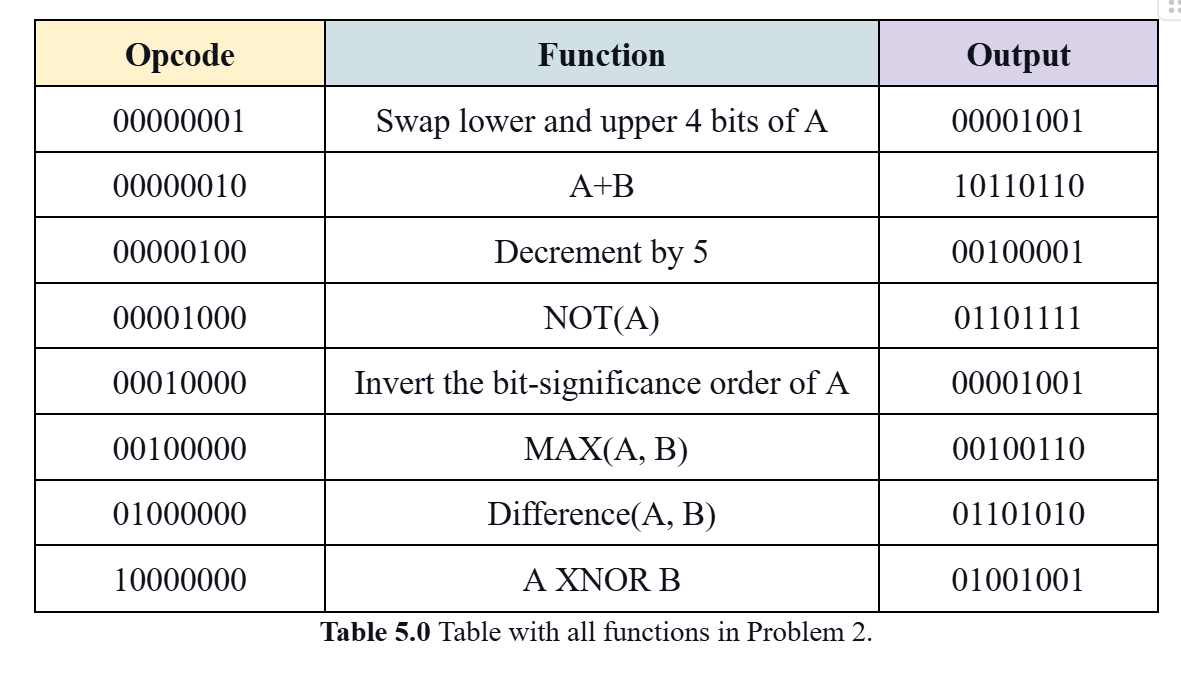 Opcode Function Output
00000001 Swap lower and upper 4 bits of A 00001001
00000010 A+B 10110110
00000100 Decrement by 5 00100001
00001000 NOT(A) 01101111
00010000 Invert the bit-significance order of A 00001001
00100000 MAX(A, B) 00100110
01000000 Difference(A, B) 01101010
10000000 A XNOR B 01001001
Table 5.0 Table with all functions in Problem 2.